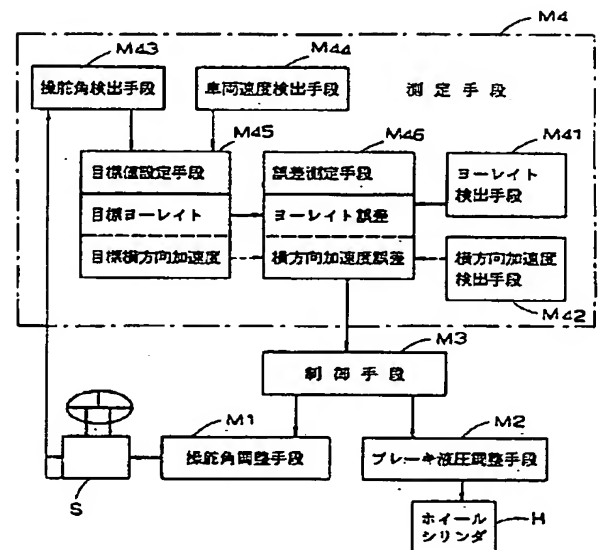 M4
M43
M44
操舵角検出手段
車両速度検出手段
測定手段
M45
M46
M41
目標値設定手段
誤差測定手段
ヨーレイト
検出手段
目標ヨーレイト
ヨーレイト誤差
目標横方向加速度
横方向加速度誤差
横方向加速度
検出手段
M42
M3
制御手段
M1
M2
操舵角調整手段
ブレーキ液圧調整手段
S
ホイール
シリンダ
H